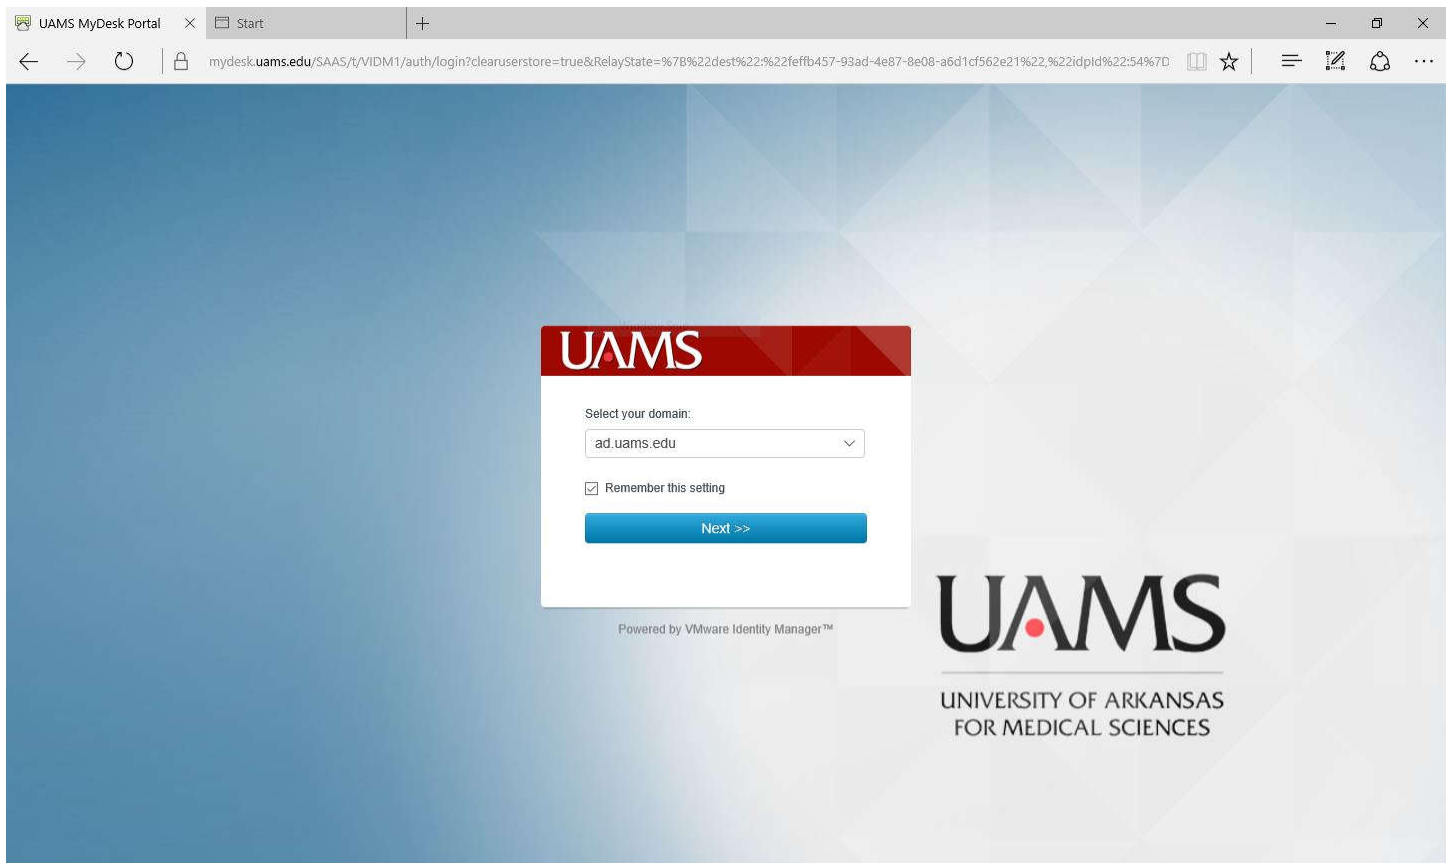 UAMS MyDesk Portal
Start
mydesk.uams.edu/SAAS/t/VIDM1/auth/login?clearuserstore=true&RelayState=%7B%22dest%22:%22feffb457-93ad-4e87-8e08-a6d1cf562e21%22,%22idpId%22:54%7D
UAMS
Select your domain:
ad.uams.edu
Remember this setting
Next >>
Powered by VMware Identity Manager™
UAMS
UNIVERSITY OF ARKANSAS
FOR MEDICAL SCIENCES